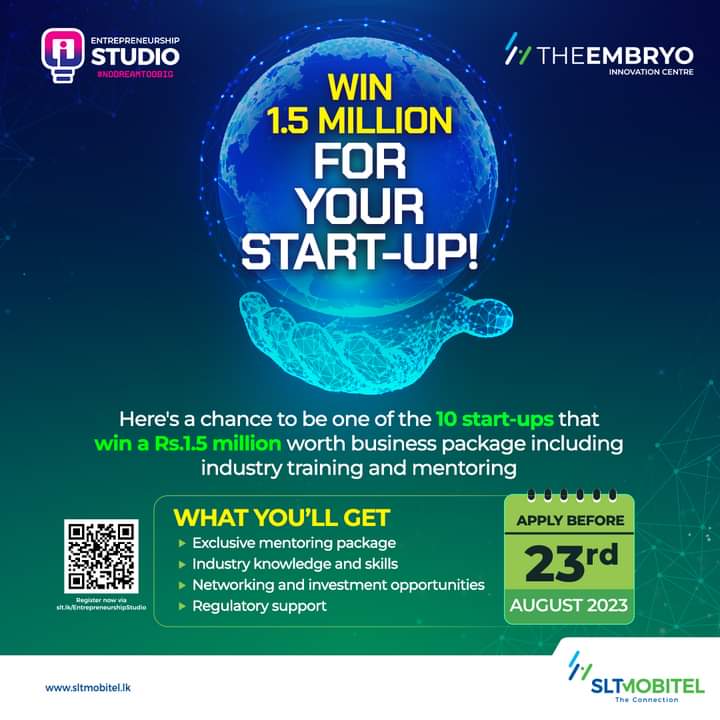 ENTREPRENEURSHIP
STUDIO
#NODREAMTOOBIG
THEEMBRYO
INNOVATION CENTRE
WIN
1.5 MILLION
FOR
YOUR
START-UP!
Here's a chance to be one of the 10 start-ups that
win a Rs.1.5 million worth business package including
industry training and mentoring
WHAT YOU'LL GET
Exclusive mentoring package
Industry knowledge and skills
Networking and investment opportunities
Regulatory support
APPLY BEFORE
23rd
AUGUST 2023
Register now via
slt.lk/EntrepreneurshipStudio
www.sltmobitel.lk
SLTMOBITEL
The Connection